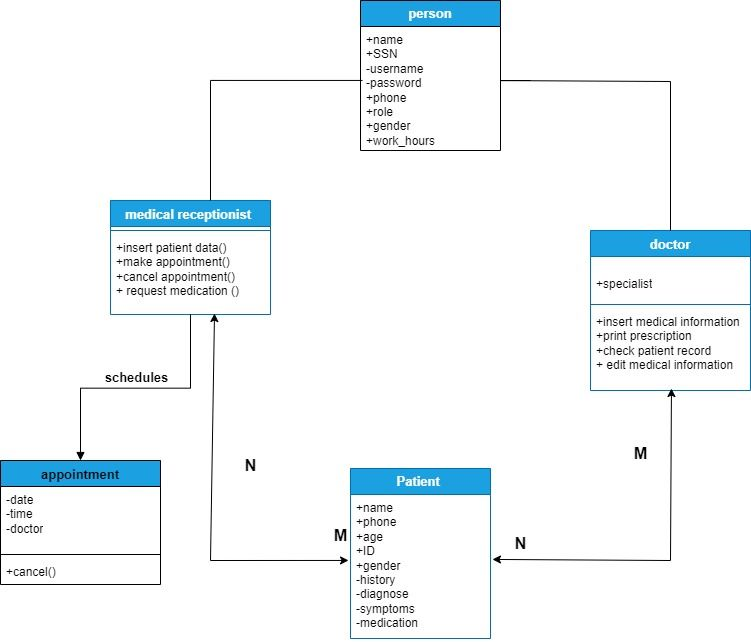 person
+name
+SSN
-username
-password
+phone
+role
+gender
+work_hours
medical receptionist
+insert patient data()
+make appointment()
+cancel appointment()
+ request medication ()
doctor
+specialist
+insert medical information
+print prescription
+check patient record
+ edit medical information
schedules
appointment
-date
-time
-doctor
+cancel()
N
M
M
N
Patient
+name
+phone
+age
+ID
+gender
-history
-diagnose
-symptoms
-medication